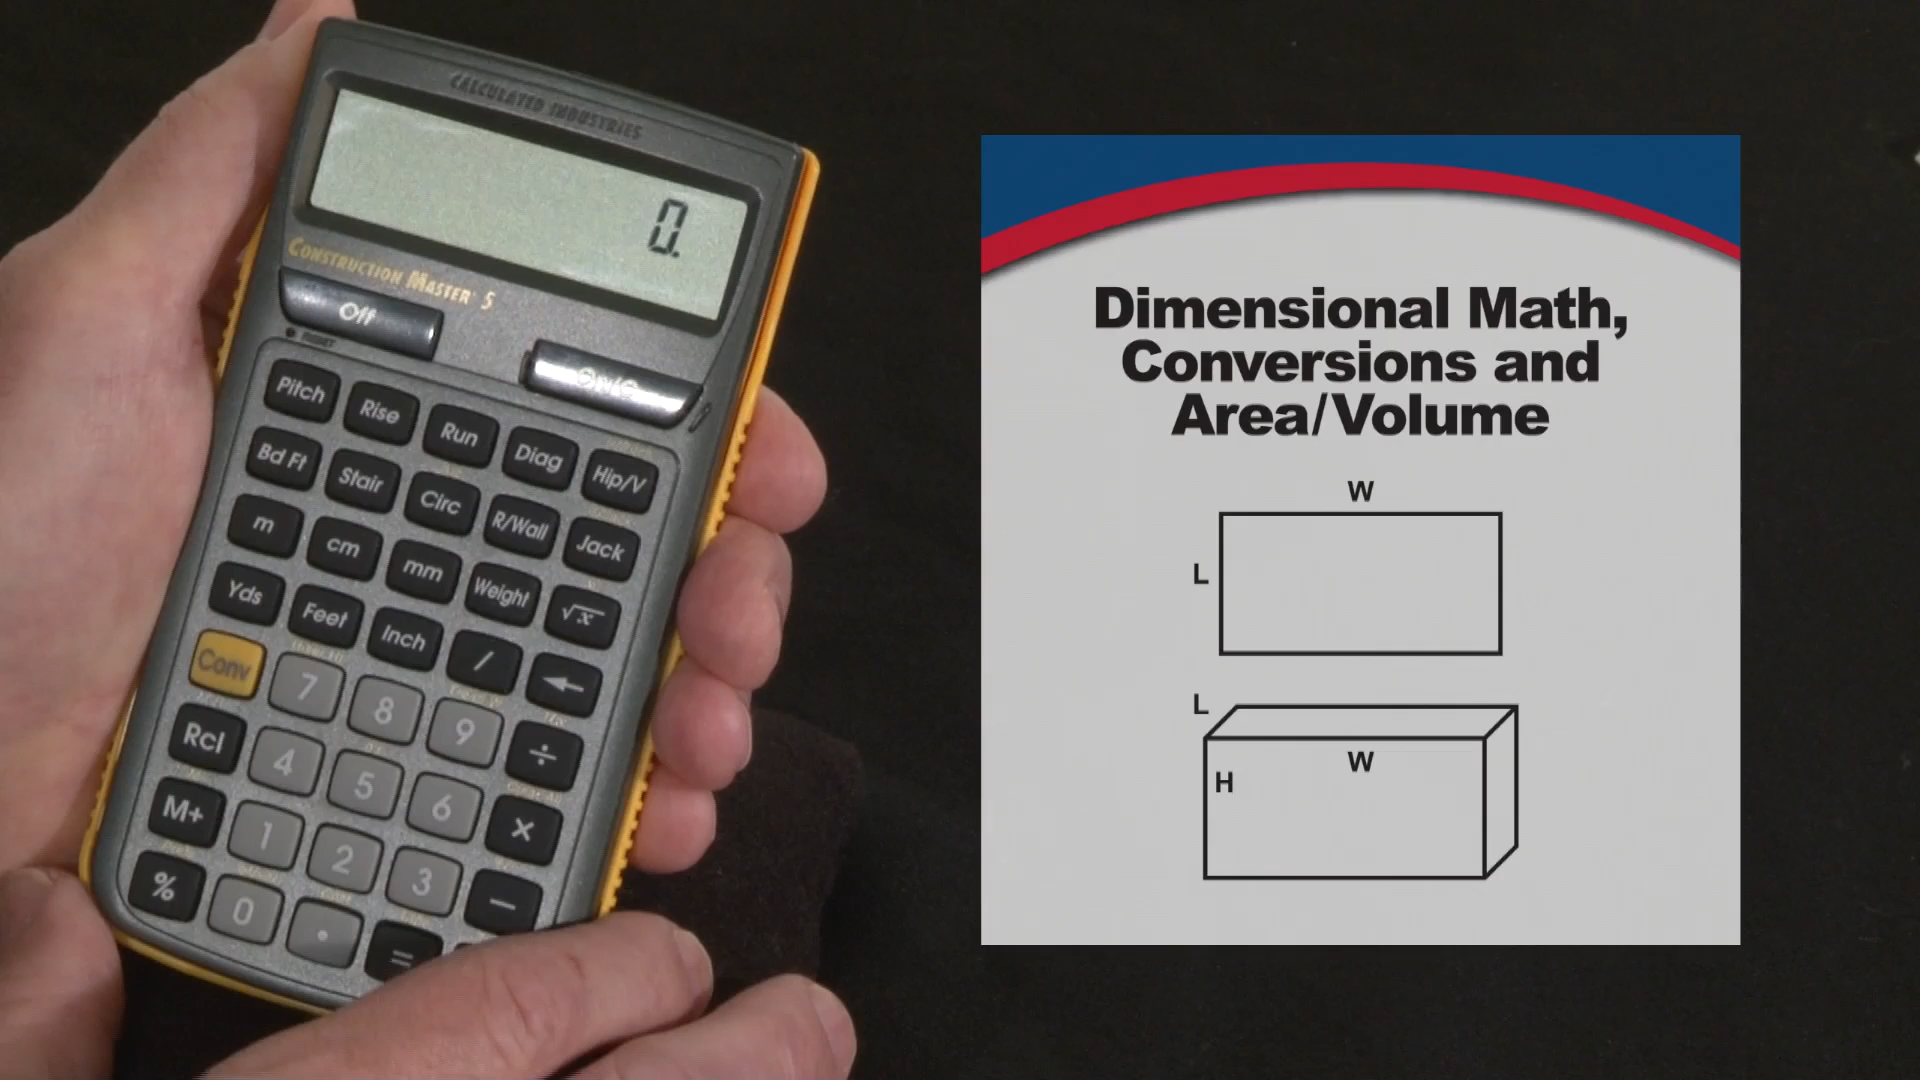 CALCULATED INDUSTRIES
0.
CONSTRUCTION MASTER 5
Off
On/C
RESET
Pitch Rise Run Diag Hip/V
Bd Ft Stair Circ R/Wall Jack
m cm mm Weight √x
Yds Feet Inch / ←
Conv 7 8 9 ÷
Rcl 4 5 6 ×
M+ 1 2 3 −
% 0 . =
Dimensional Math,
Conversions and
Area/Volume
W
L
L
W
H